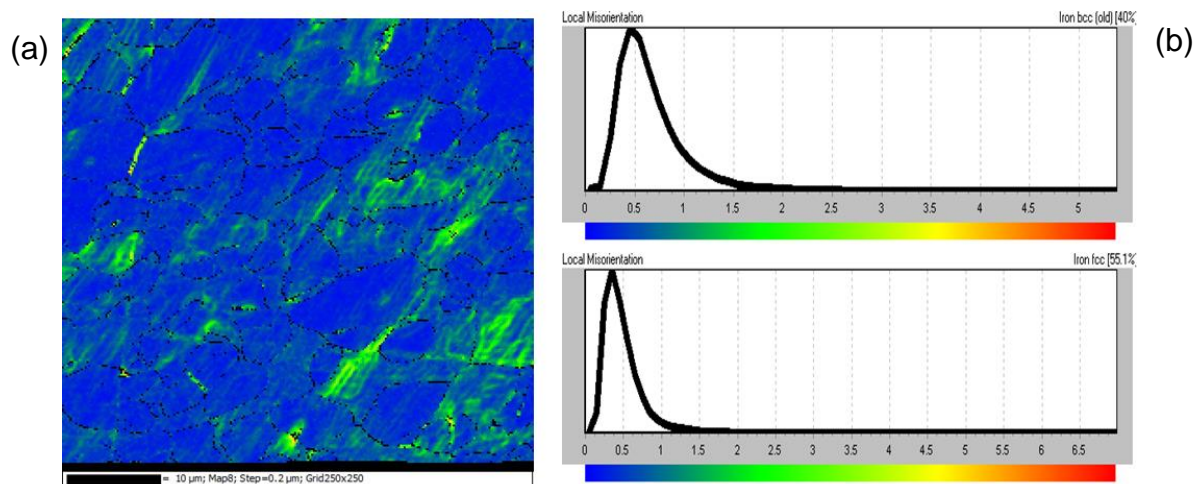 (a)
= 10 µm; Map8; Step=0.2 µm; Grid250x250
Local Misorientation Iron bcc (old) [40%
0 0.5 1 1.5 2 2.5 3 3.5 4 4.5 5
(b)
Local Misorientation Iron fcc [55.1%
0 0.5 1 1.5 2 2.5 3 3.5 4 4.5 5 5.5 6 6.5